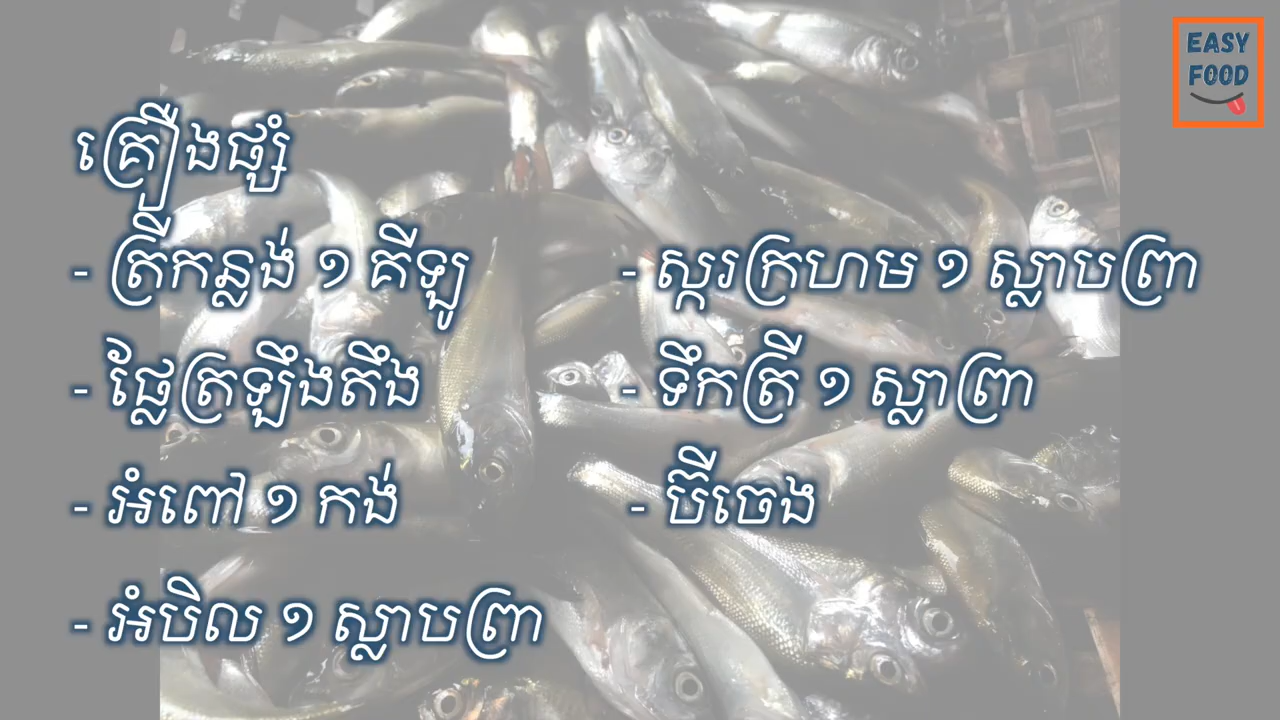 EASY
FOOD
គ្រឿងផ្សំ
- ត្រីកន្លង់ ១ គីឡូ
- ផ្លែត្រឡឹងតឹង
- អំពៅ ១ កង់
- អំបិល ១ ស្លាបព្រា
- ស្ករក្រហម ១ ស្លាបព្រា
- ទឹកត្រី ១ ស្លាព្រា
- ប៊ីចេង